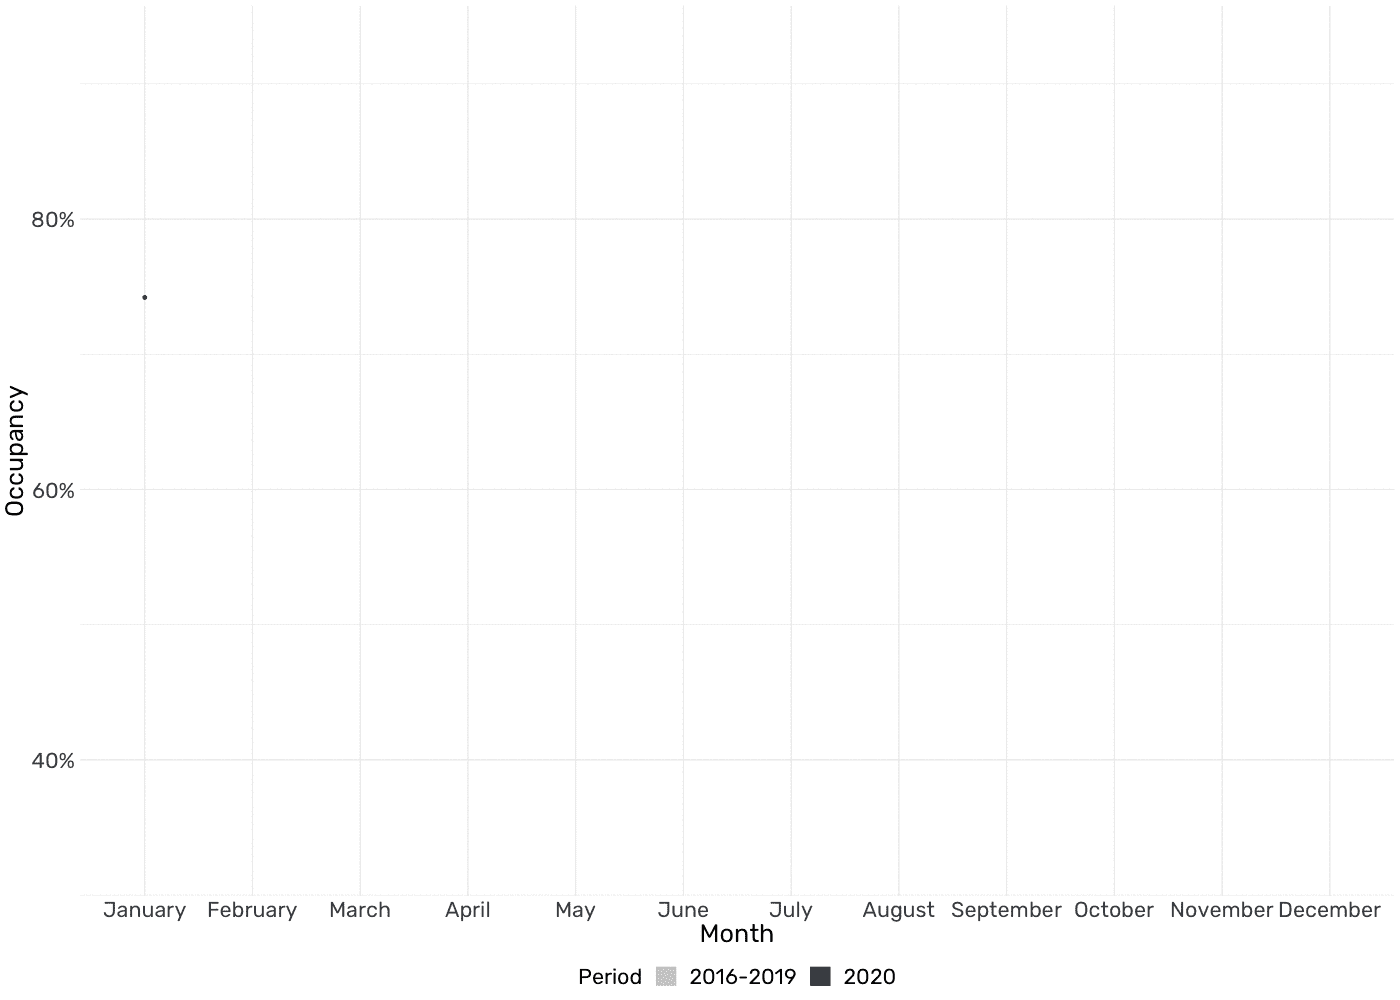 80%
60%
40%
Occupancy
January February March April May June July August September October November December
Month
Period 2016-2019 2020